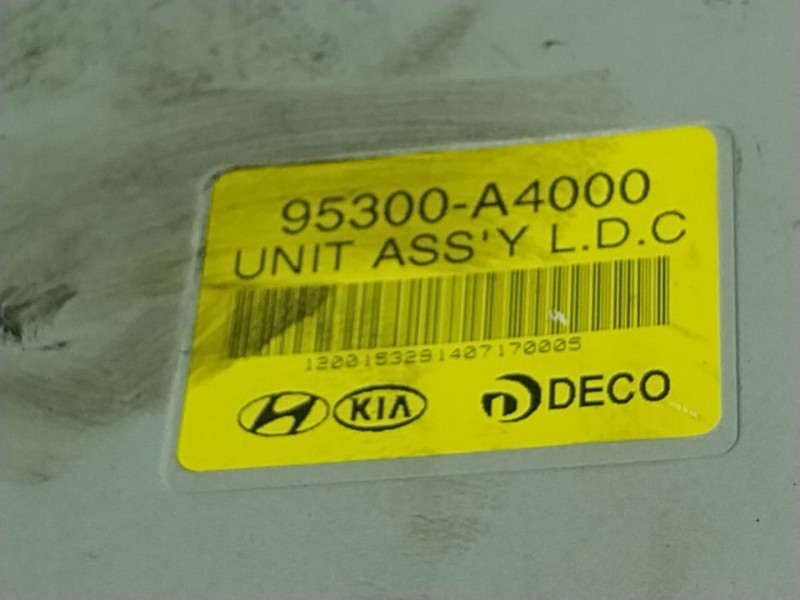 95300-A4000
UNIT ASS'Y L.D.C
1200153291407170005
KIA DECO